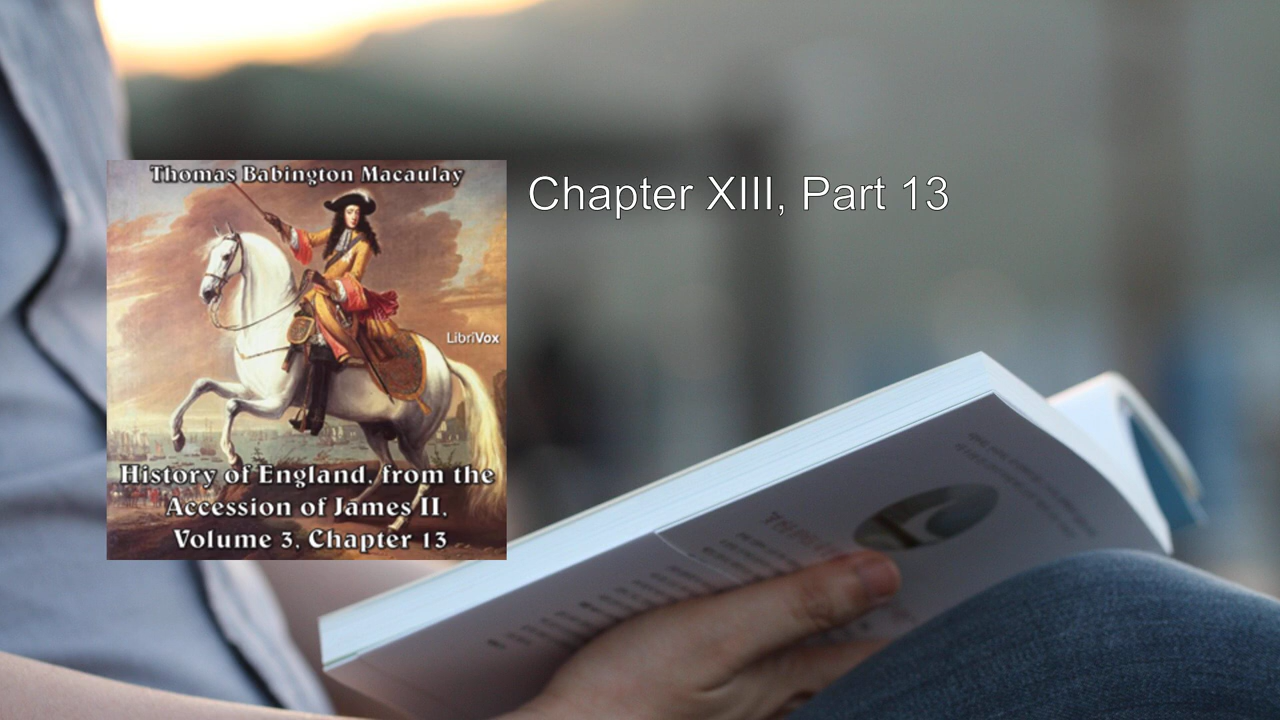 Thomas Babington Macaulay
Chapter XIII, Part 13
LibriVox
History of England, from the
Accession of James II,
Volume 3, Chapter 13